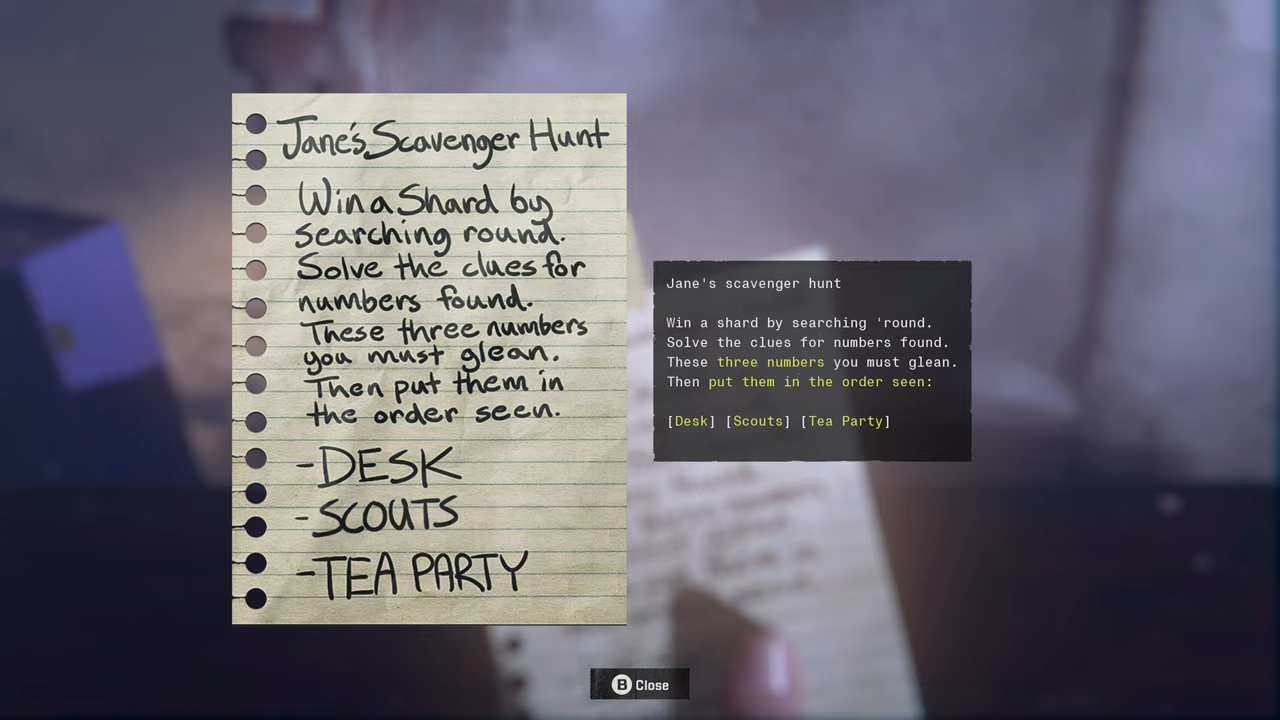 Jane's Scavenger Hunt
Win a Shard by
searching round.
Solve the clues for
numbers found.
These three numbers
you must glean.
Then put them in
the order seen.
-DESK
-SCOUTS
-TEA PARTY
Jane's scavenger hunt
Win a shard by searching 'round.
Solve the clues for numbers found.
These three numbers you must glean.
Then put them in the order seen:
[Desk] [Scouts] [Tea Party]
B Close